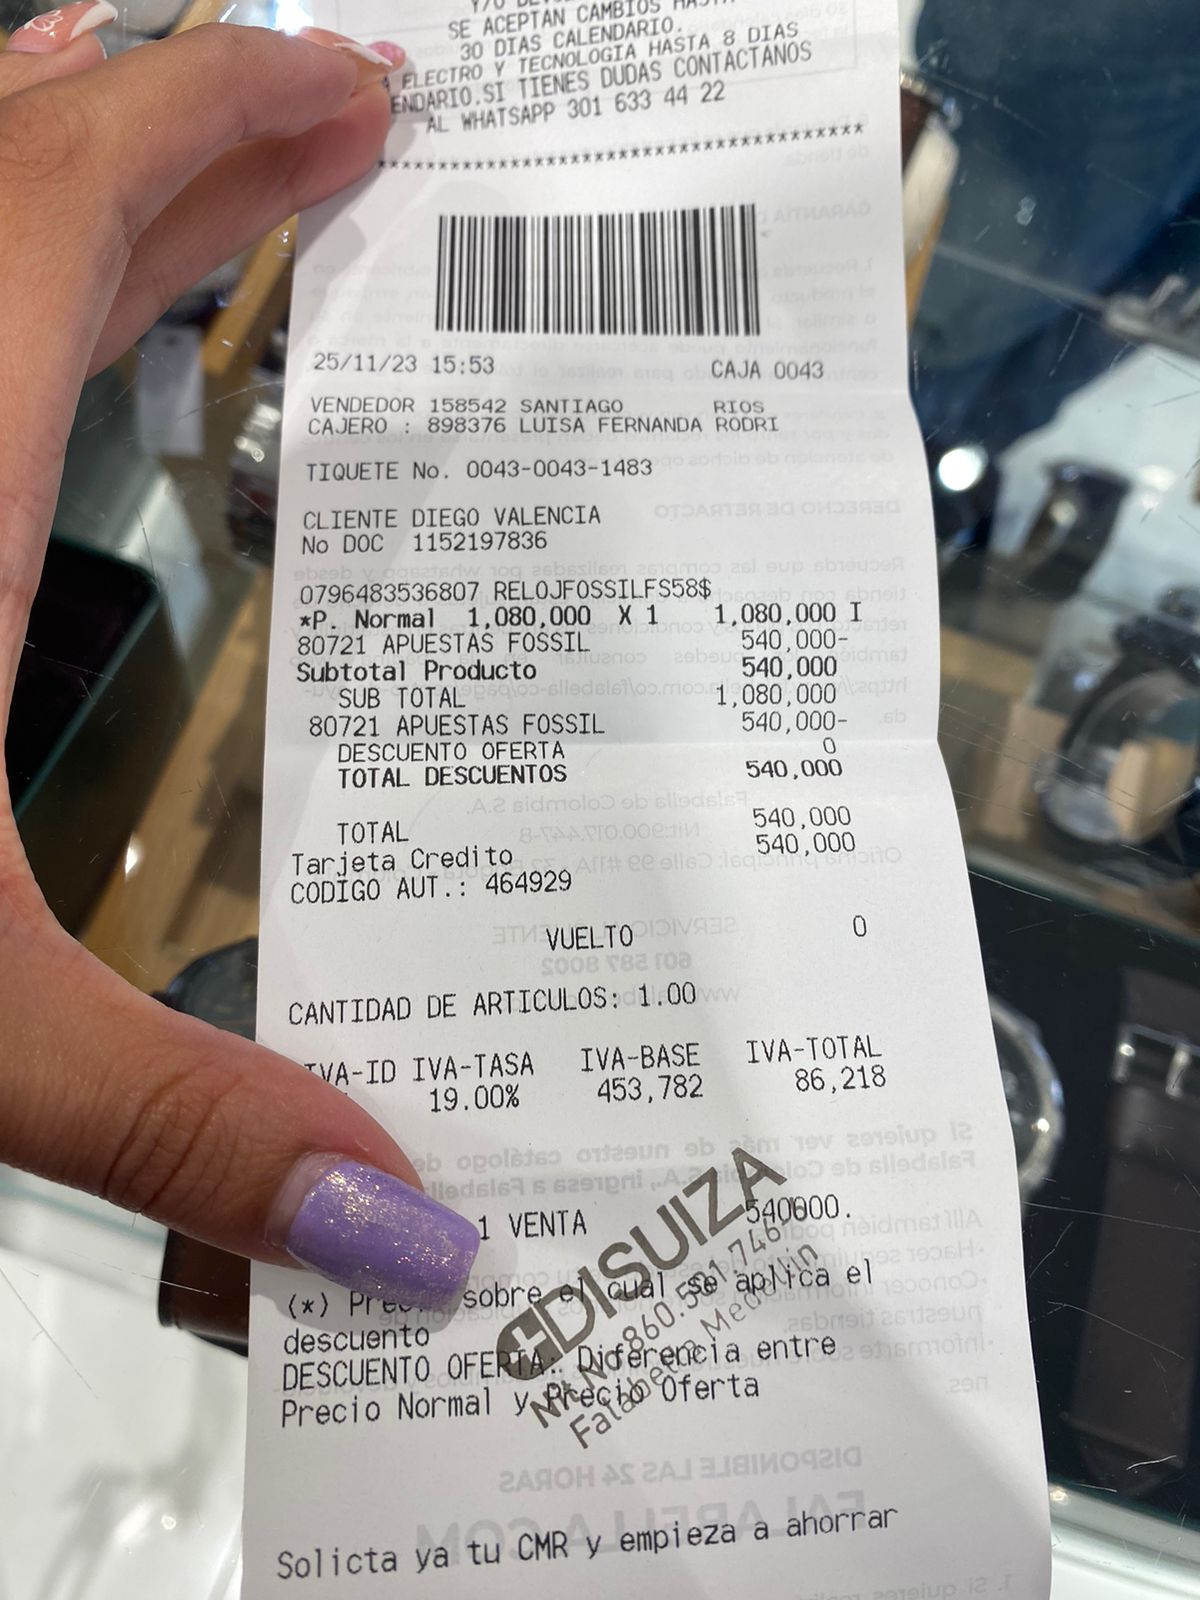 SE ACEPTAN CAMBIOS HASTA
30 DIAS CALENDARIO.
ELECTRO Y TECNOLOGIA HASTA 8 DIAS
ENDARIO.SI TIENES DUDAS CONTACTANOS
AL WHATSAPP 301 633 44 22
25/11/23 15:53 CAJA 0043
VENDEDOR 158542 SANTIAGO RIOS
CAJERO : 898376 LUISA FERNANDA RODRI
TIQUETE No. 0043-0043-1483
CLIENTE DIEGO VALENCIA
No DOC 1152197836
0796483536807 RELOJFOSSILFS58$
*P. Normal 1,080,000 X 1 1,080,000 I
80721 APUESTAS FOSSIL 540,000-
Subtotal Producto 540,000
SUB TOTAL 1,080,000
80721 APUESTAS FOSSIL 540,000-
DESCUENTO OFERTA 0
TOTAL DESCUENTOS 540,000
TOTAL 540,000
Tarjeta Credito 540,000
CODIGO AUT.: 464929
VUELTO 0
CANTIDAD DE ARTICULOS: 1.00
IVA-ID IVA-TASA IVA-BASE IVA-TOTAL
19.00% 453,782 86,218
1 VENTA 540000.
DISUIZA
Nit No. 860.501.746
Falabella Medellin
(*) sobre el cual se aplica el
descuento
DESCUENTO OFERTA.: Diferencia entre
Precio Normal y Precio Oferta
Solicta ya tu CMR y empieza a ahorrar